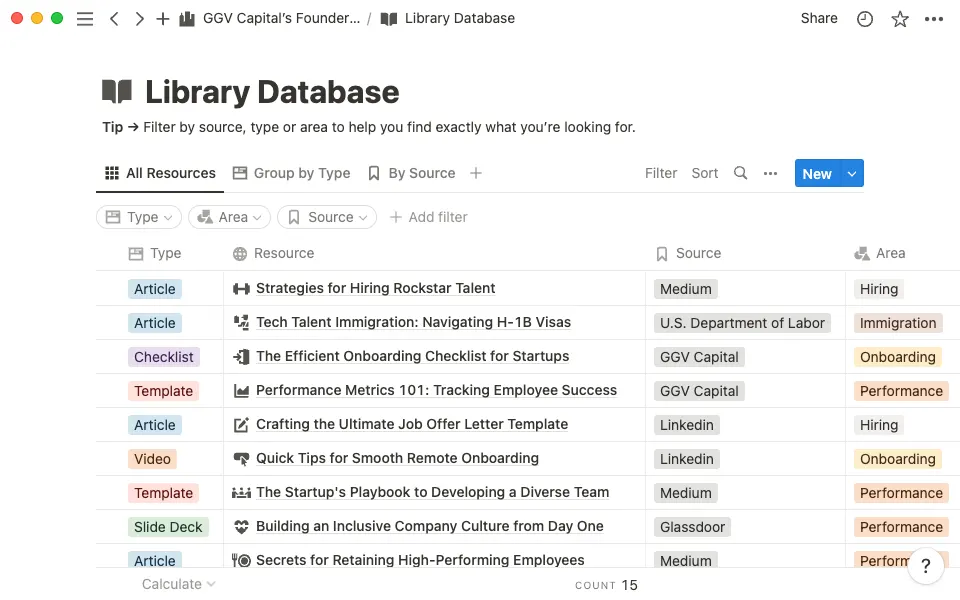 GGV Capital’s Founder… / Library Database Share
Library Database
Tip → Filter by source, type or area to help you find exactly what you’re looking for.
All Resources Group by Type By Source Filter Sort New
Type Area Source Add filter
Type Resource Source Area
Article Strategies for Hiring Rockstar Talent Medium Hiring
Article Tech Talent Immigration: Navigating H-1B Visas U.S. Department of Labor Immigration
Checklist The Efficient Onboarding Checklist for Startups GGV Capital Onboarding
Template Performance Metrics 101: Tracking Employee Success GGV Capital Performance
Article Crafting the Ultimate Job Offer Letter Template Linkedin Hiring
Video Quick Tips for Smooth Remote Onboarding Linkedin Onboarding
Template The Startup's Playbook to Developing a Diverse Team Medium Performance
Slide Deck Building an Inclusive Company Culture from Day One Glassdoor Performance
Article Secrets for Retaining High-Performing Employees Medium
?
Calculate COUNT 15